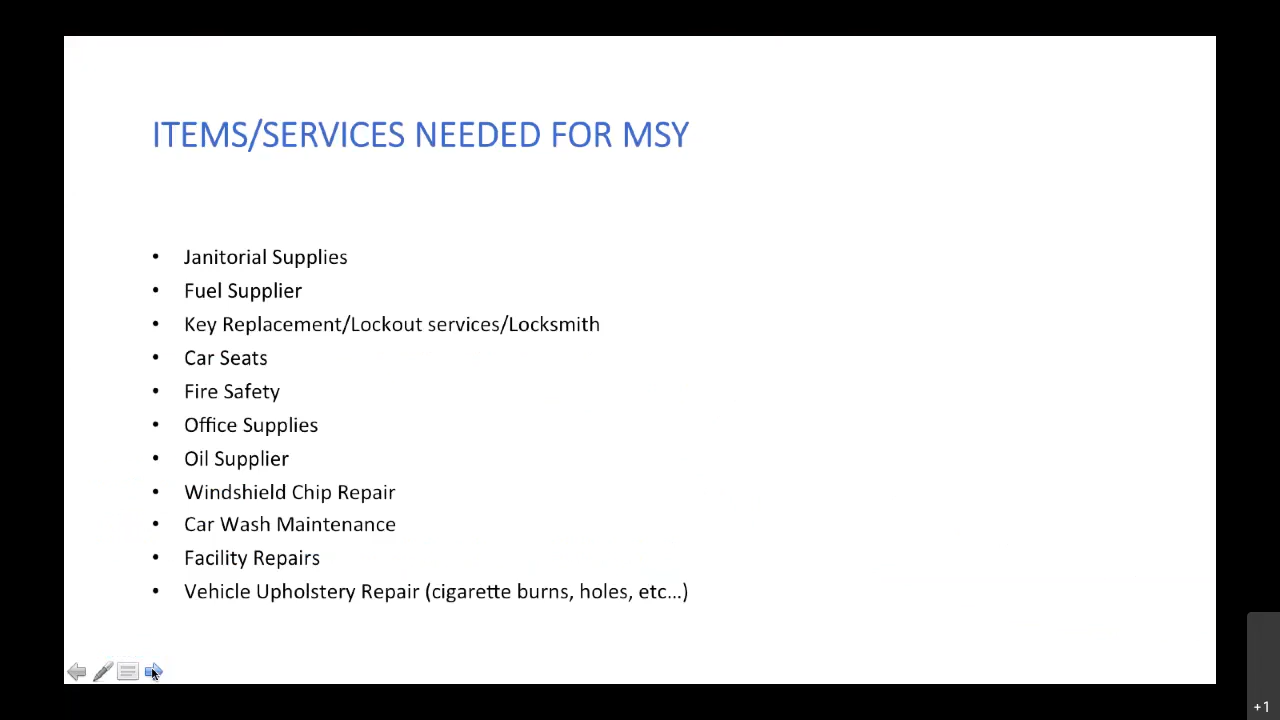 ITEMS/SERVICES NEEDED FOR MSY
• Janitorial Supplies
• Fuel Supplier
• Key Replacement/Lockout services/Locksmith
• Car Seats
• Fire Safety
• Office Supplies
• Oil Supplier
• Windshield Chip Repair
• Car Wash Maintenance
• Facility Repairs
• Vehicle Upholstery Repair (cigarette burns, holes, etc…)
+1